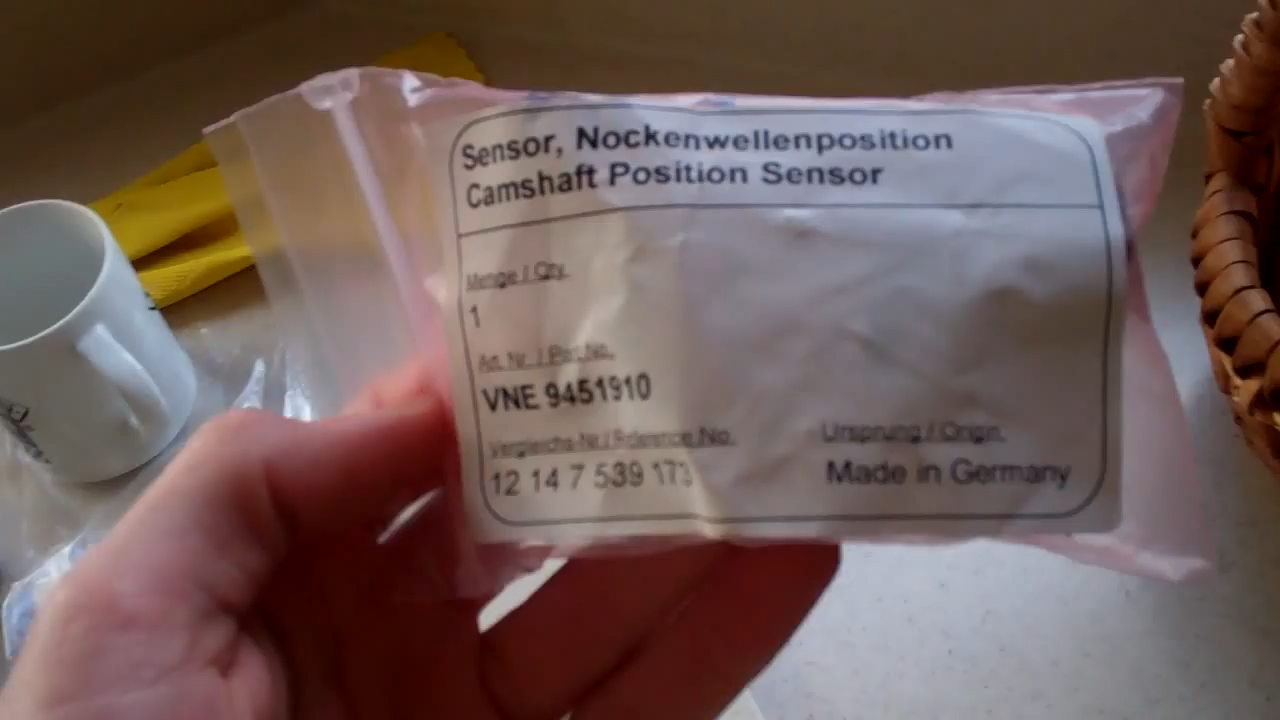 Sensor, Nockenwellenposition
Camshaft Position Sensor
Menge / Qty.
1
Art. Nr. / Part No.
VNE 9451910
Vergleichs-Nr / Reference No.
12 14 7 539 173
Ursprung / Origin.
Made in Germany